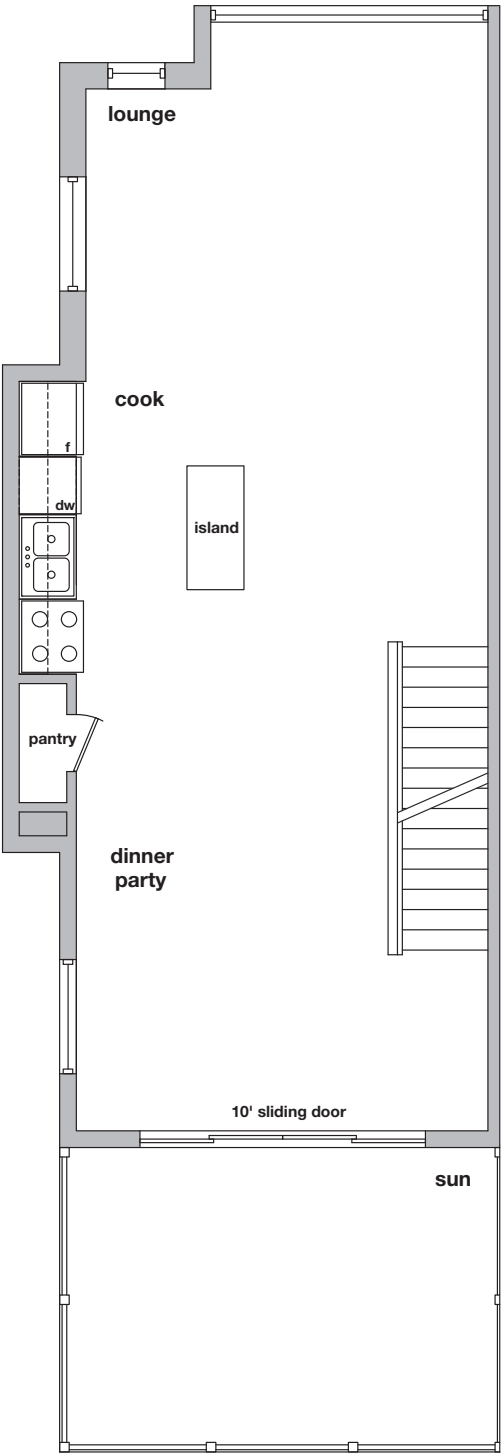 lounge
cook
f
dw
island
pantry
dinner
party
10' sliding door
sun